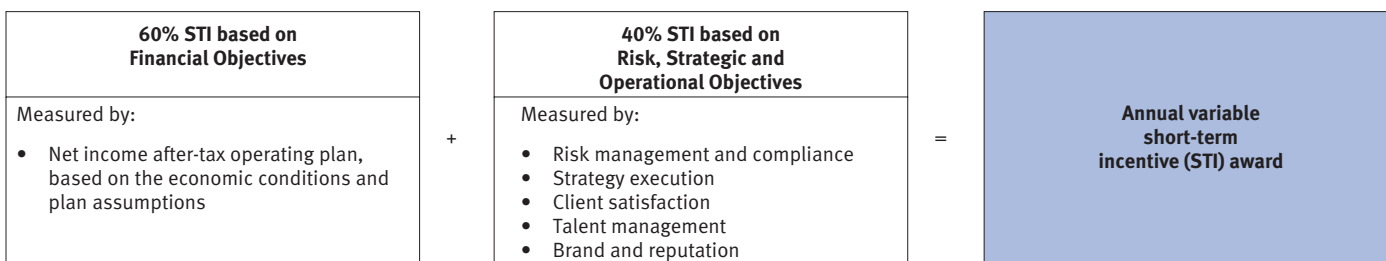 60% STI based on
Financial Objectives
Measured by:
• Net income after-tax operating plan,
based on the economic conditions and
plan assumptions
+
40% STI based on
Risk, Strategic and
Operational Objectives
Measured by:
• Risk management and compliance
• Strategy execution
• Client satisfaction
• Talent management
• Brand and reputation
=
Annual variable
short-term
incentive (STI) award